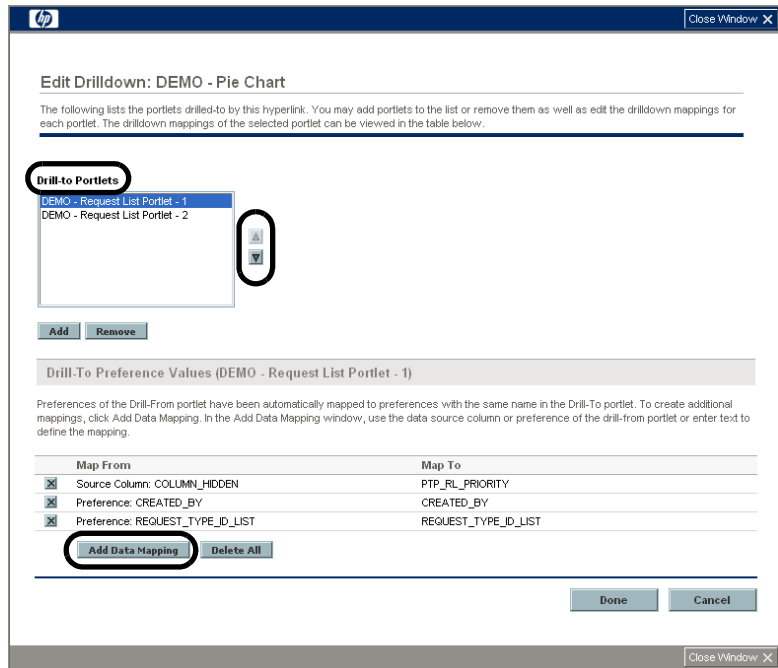 hp
Close Window X
Edit Drilldown: DEMO - Pie Chart
The following lists the portlets drilled-to by this hyperlink. You may add portlets to the list or remove them as well as edit the drilldown mappings for
each portlet. The drilldown mappings of the selected portlet can be viewed in the table below.
Drill-to Portlets
DEMO - Request List Portlet - 1
DEMO - Request List Portlet - 2
Add Remove
Drill-To Preference Values (DEMO - Request List Portlet - 1)
Preferences of the Drill-From portlet have been automatically mapped to preferences with the same name in the Drill-To portlet. To create additional
mappings, click Add Data Mapping. In the Add Data Mapping window, use the data source column or preference of the drill-from portlet or enter text to
define the mapping.
Map From Map To
Source Column: COLUMN_HIDDEN PTP_RL_PRIORITY
Preference: CREATED_BY CREATED_BY
Preference: REQUEST_TYPE_ID_LIST REQUEST_TYPE_ID_LIST
Add Data Mapping Delete All
Done Cancel
Close Window X